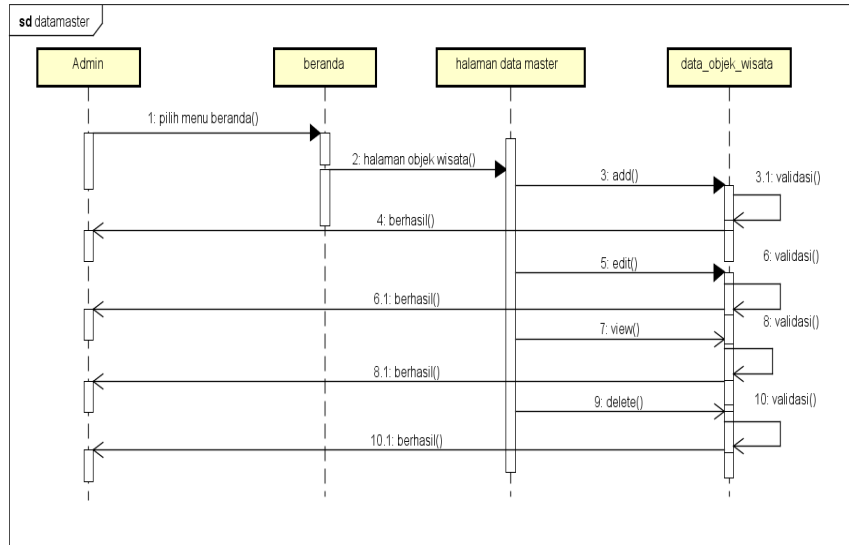 sd datamaster
Admin
beranda
halaman data master
data_objek_wisata
1: pilih menu beranda()
2: halaman objek wisata()
3: add()
3.1: validasi()
4: berhasil()
6: validasi()
5: edit()
6.1: berhasil()
8: validasi()
7: view()
8.1: berhasil()
10: validasi()
9: delete()
10.1: berhasil()